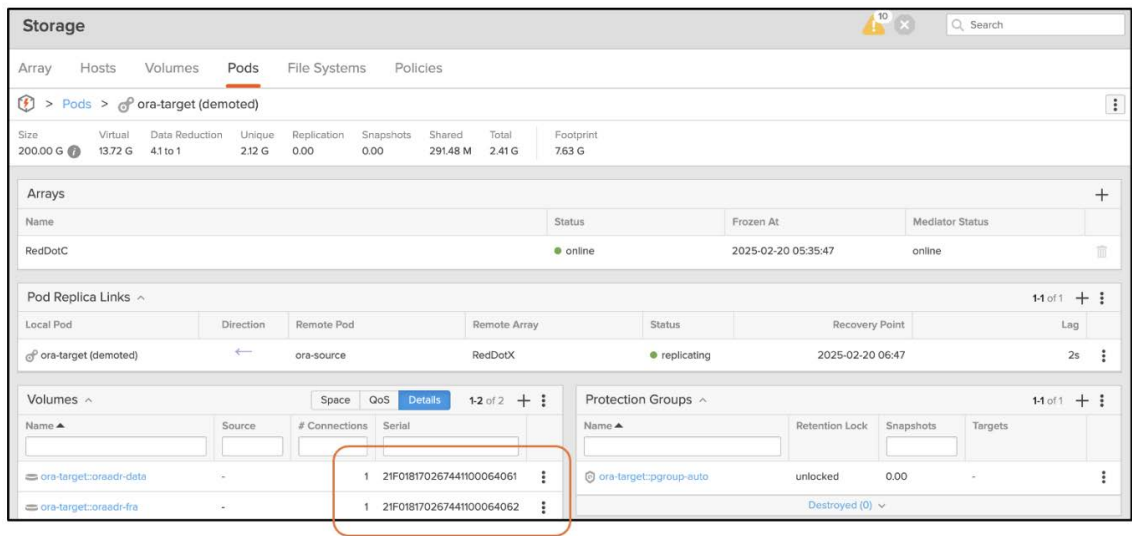 Storage
10
Search
Array Hosts Volumes Pods File Systems Policies
> Pods > ora-target (demoted)
Size Virtual Data Reduction Unique Replication Snapshots Shared Total Footprint
200.00 G 13.72 G 4.1 to 1 2.12 G 0.00 0.00 291.48 M 2.41 G 7.63 G
Arrays
Name Status Frozen At Mediator Status
RedDotC online 2025-02-20 05:35:47 online
Pod Replica Links 1-1 of 1
Local Pod Direction Remote Pod Remote Array Status Recovery Point Lag
ora-target (demoted) ← ora-source RedDotX replicating 2025-02-20 06:47 2s
Volumes Space QoS Details 1-2 of 2
Name Source # Connections Serial
ora-target::oraadr-data - 1 21F018170267441100064061
ora-target::oraadr-fra - 1 21F018170267441100064062
Protection Groups 1-1 of 1
Name Retention Lock Snapshots Targets
ora-target::pgroup-auto unlocked 0.00 -
Destroyed (0)